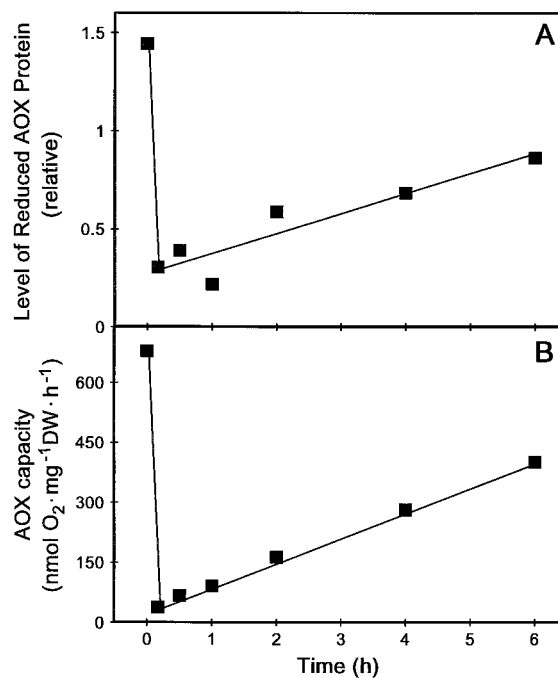 A
Level of Reduced AOX Protein
(relative)
1.5
1
0.5
0
B
AOX capacity
(nmol O₂·mg⁻¹DW·h⁻¹)
600
450
300
150
0
0 1 2 3 4 5 6
Time (h)